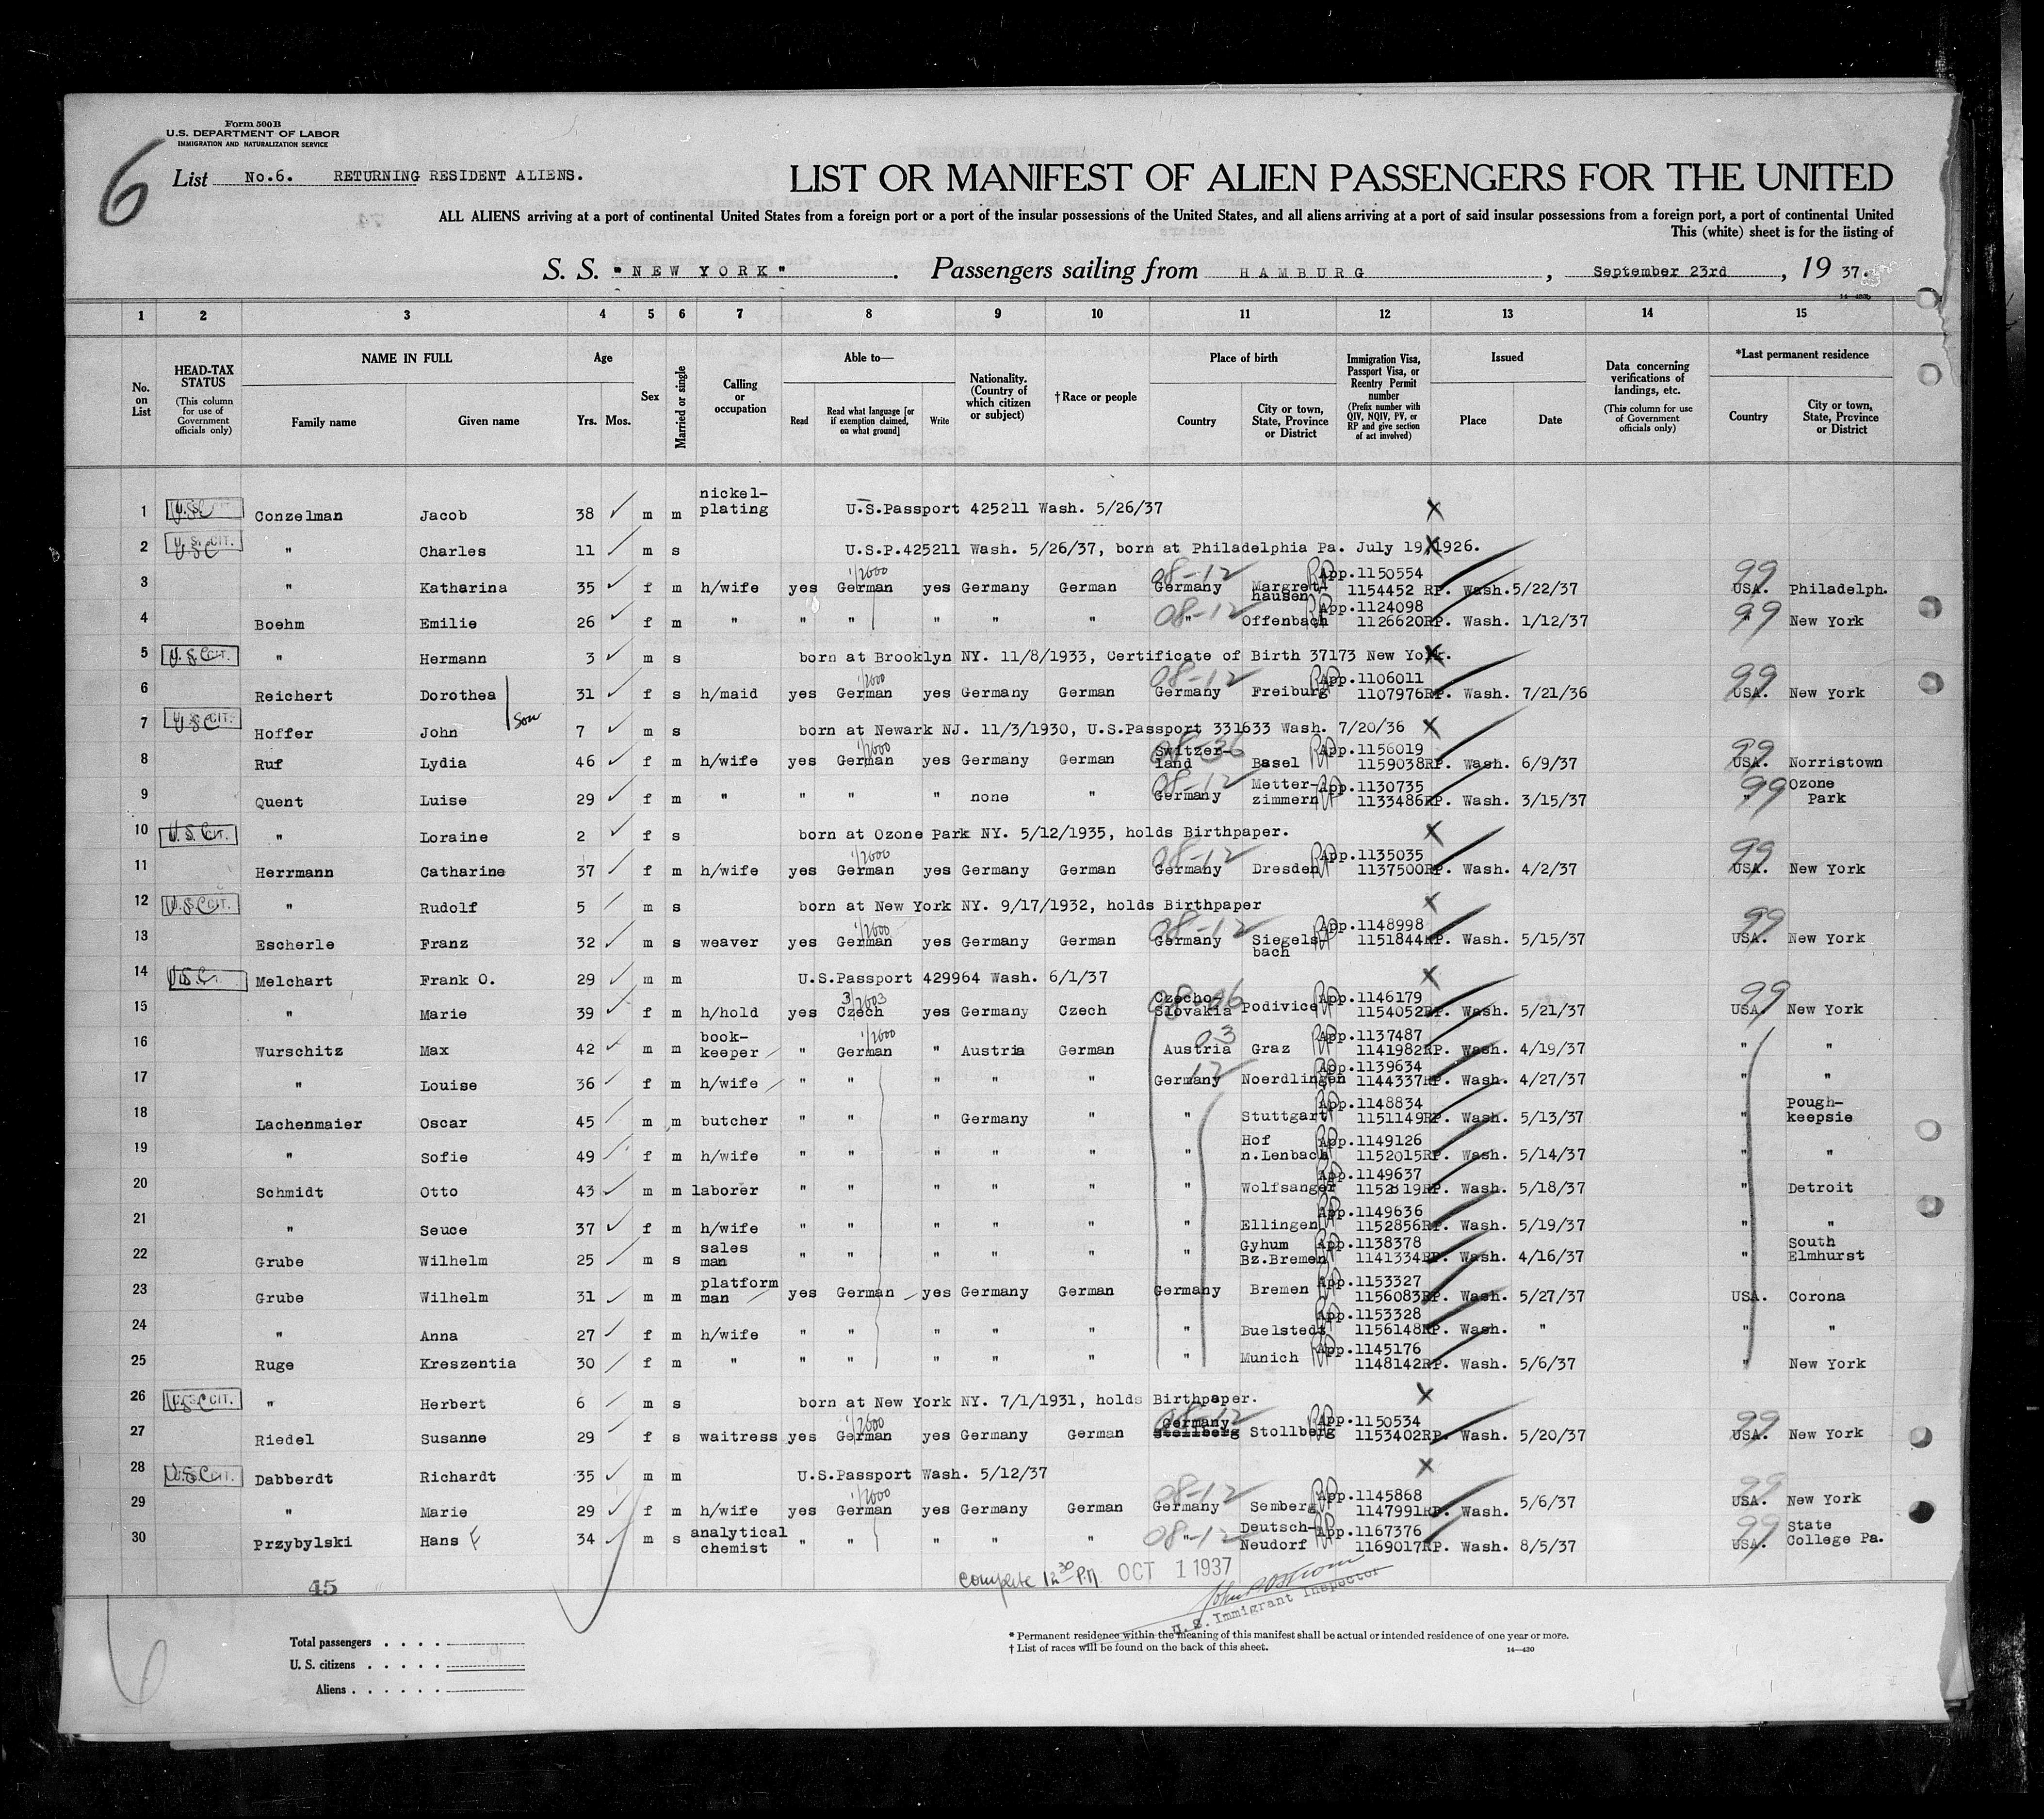 Form 500 B
U.S. DEPARTMENT OF LABOR
IMMIGRATION AND NATURALIZATION SERVICE
6
List No.6. RETURNING RESIDENT ALIENS.
LIST OR MANIFEST OF ALIEN PASSENGERS FOR THE UNITED
ALL ALIENS arriving at a port of continental United States from a foreign port or a port of the insular possessions of the United States, and all aliens arriving at a port of said insular possessions from a foreign port, a port of continental United
This (white) sheet is for the listing of
S. S. "NEW YORK". Passengers sailing from HAMBURG, September 23rd, 19 37.
1 2 3 4 5 6 7 8 9 10 11 12 13 14 15
No. on List
HEAD-TAX STATUS (This column for use of Government officials only)
NAME IN FULL Family name Given name
Age Yrs. Mos.
Sex
Married or single
Calling or occupation
Able to— Read Read what language [or if exemption claimed, on what ground] Write
Nationality. (Country of which citizen or subject)
†Race or people
Place of birth Country City or town, State, Province or District
Immigration Visa, Passport Visa, or Reentry Permit number (Prefix number with QIV, NQIV, PV, or RP and give section of act involved)
Issued Place Date
Data concerning verifications of landings, etc. (This column for use of Government officials only)
*Last permanent residence Country City or town, State, Province or District
1 Conzelman Jacob 38 m m nickel-plating U.S.Passport 425211 Wash. 5/26/37
2 U.S. CIT. " Charles 11 m s U.S.P.425211 Wash. 5/26/37, born at Philadelphia Pa. July 19,1926.
3 " Katharina 35 f m h/wife yes German yes Germany German Germany Margrethausen App.1150554 1154452 RP. Wash. 5/22/37 USA. Philadelph.
4 Boehm Emilie 26 f m " " " " " " " Offenbach App.1124098 1126620RP. Wash. 1/12/37 " New York
5 U.S. CIT. " Hermann 3 m s born at Brooklyn NY. 11/8/1933, Certificate of Birth 37173 New York.
6 Reichert Dorothea 31 f s h/maid yes German yes Germany German Germany Freiburg App.1106011 1107976RP. Wash. 7/21/36 USA. New York
Son
7 U.S. CIT. Hoffer John 7 m s born at Newark NJ. 11/3/1930, U.S.Passport 331633 Wash. 7/20/36
8 Ruf Lydia 46 f m h/wife yes German yes Germany German Switzerland Basel App.1156019 1159038RP. Wash. 6/9/37 USA. Norristown
9 Quent Luise 29 f m " " " " none " Germany Metterzimmern App.1130735 1133486RP. Wash. 3/15/37 " Ozone Park
10 U.S. CIT. " Loraine 2 f s born at Ozone Park NY. 5/12/1935, holds Birthpaper.
11 Herrmann Catharine 37 f m h/wife yes German yes Germany German Germany Dresden App.1135035 1137500RP. Wash. 4/2/37 USA. New York
12 U.S. CIT. " Rudolf 5 m s born at New York NY. 9/17/1932, holds Birthpaper
13 Escherle Franz 32 m s weaver yes German yes Germany German Germany Siegelsbach App.1148998 1151844RP. Wash. 5/15/37 USA. New York
14 Melchart Frank O. 29 m m U.S.Passport 429964 Wash. 6/1/37
15 " Marie 39 f m h/hold yes Czech yes Germany Czech Czecho-Slovakia Podivice App.1146179 1154052RP. Wash. 5/21/37 USA. New York
16 Wurschitz Max 42 m m book-keeper " German " Austria German Austria Graz App.1137487 1141982RP. Wash. 4/19/37 " "
17 " Louise 36 f m h/wife " " " " " Germany Noerdlingen App.1139634 1144337RP. Wash. 4/27/37 " "
18 Lachenmaier Oscar 45 m m butcher " " " Germany " " Stuttgart App.1148834 1151149RP. Wash. 5/13/37 " Pough-keepsie
19 " Sofie 49 f m h/wife " " " " " " Hof n.Lenbach App.1149126 1152015RP. Wash. 5/14/37 " "
20 Schmidt Otto 43 m m laborer " " " " " " Wolfsanger App.1149637 1152819RP. Wash. 5/18/37 " Detroit
21 " Seuce 37 f m h/wife " " " " " " Ellingen App.1149636 1152856RP. Wash. 5/19/37 " "
22 Grube Wilhelm 25 m s sales man " " " " " " Gyhum Bz.Bremen App.1138378 1141334RP. Wash. 4/16/37 " South Elmhurst
23 Grube Wilhelm 31 m m platform man yes German yes Germany German Germany Bremen App.1153327 1156083RP. Wash. 5/27/37 USA. Corona
24 " Anna 27 f m h/wife " " " " " " Buelstedt App.1153328 1156148RP. Wash. " " "
25 Ruge Kreszentia 30 f m " " " " " " " Munich App.1145176 1148142RP. Wash. 5/6/37 " New York
26 U.S. CIT. " Herbert 6 m s born at New York NY. 7/1/1931, holds Birthpaper.
27 Riedel Susanne 29 f s waitress yes German yes Germany German Germany Stollberg Stollberg App.1150534 1153402RP. Wash. 5/20/37 USA. New York
28 U.S. CIT. Dabberdt Richardt 35 m m U.S.Passport Wash. 5/12/37
29 " Marie 29 f m h/wife yes German yes Germany German Germany Semberg App.1145868 1147991RP. Wash. 5/6/37 USA. New York
30 Przybylski Hans F 34 m s analytical chemist " " " " " " Deutsch-Neudorf App.1167376 1169017RP. Wash. 8/5/37 USA. State College Pa.
45
Complete 12 30 P.M. OCT 1 1937
U. S. Immigrant Inspector
Total passengers
U. S. citizens
Aliens
* Permanent residence within the meaning of this manifest shall be actual or intended residence of one year or more.
† List of races will be found on the back of this sheet.
14—430